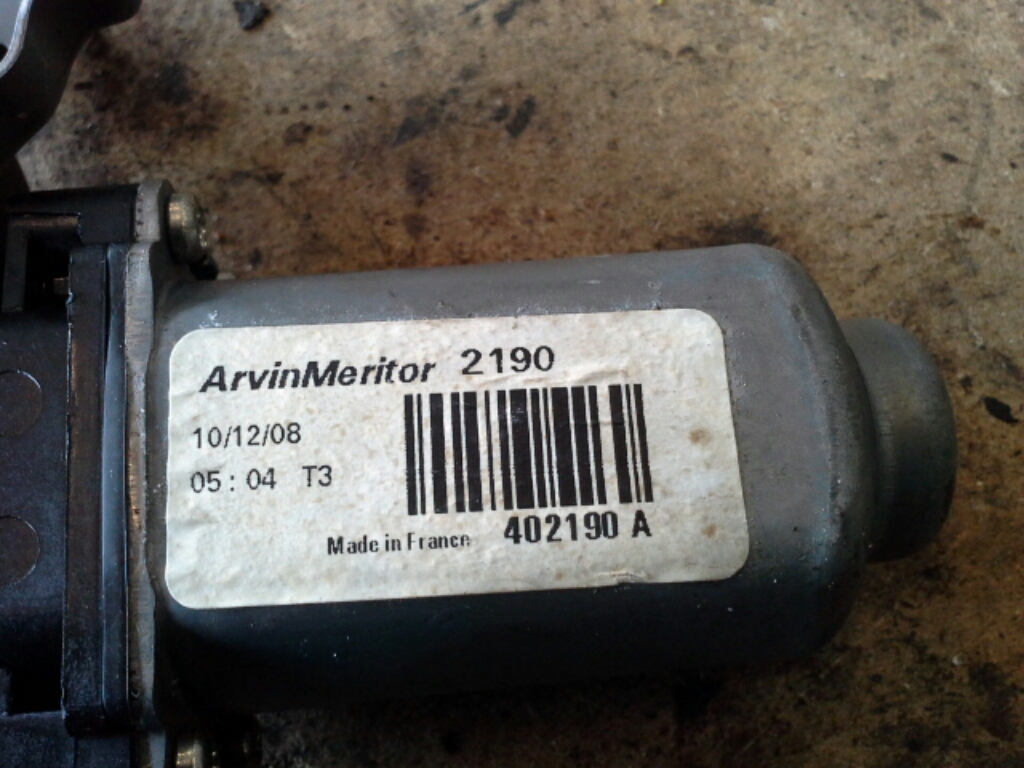 ArvinMeritor 2190
10/12/08
05 : 04 T3
Made in France 402190 A